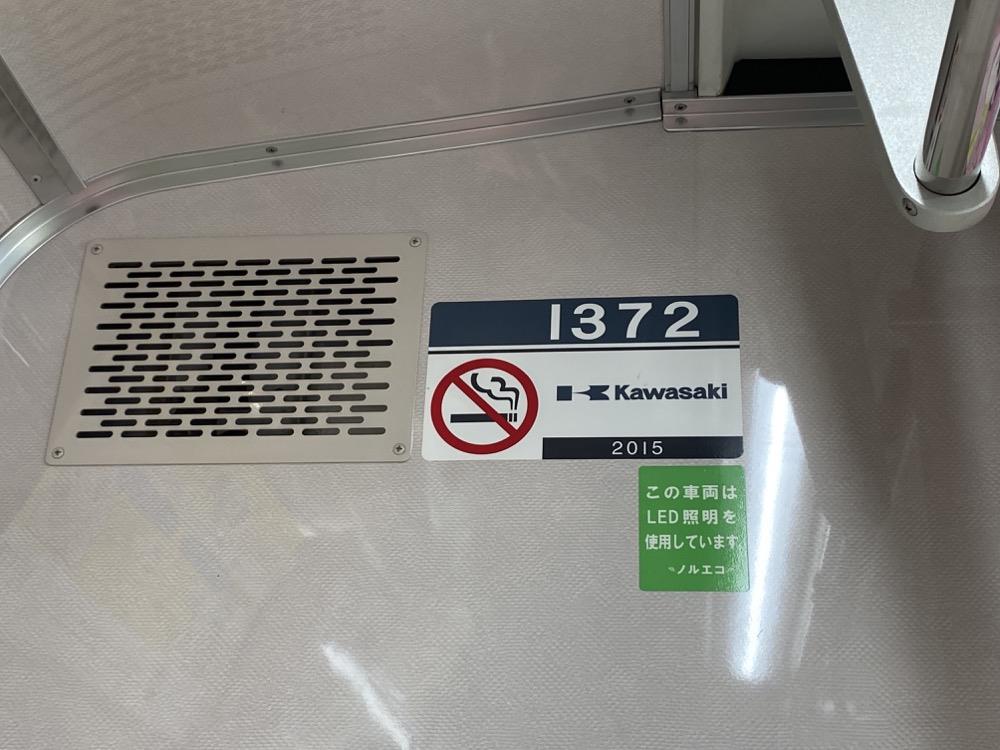 1372
Kawasaki
2015
この車両は
LED照明を
使用しています
ノルエコ